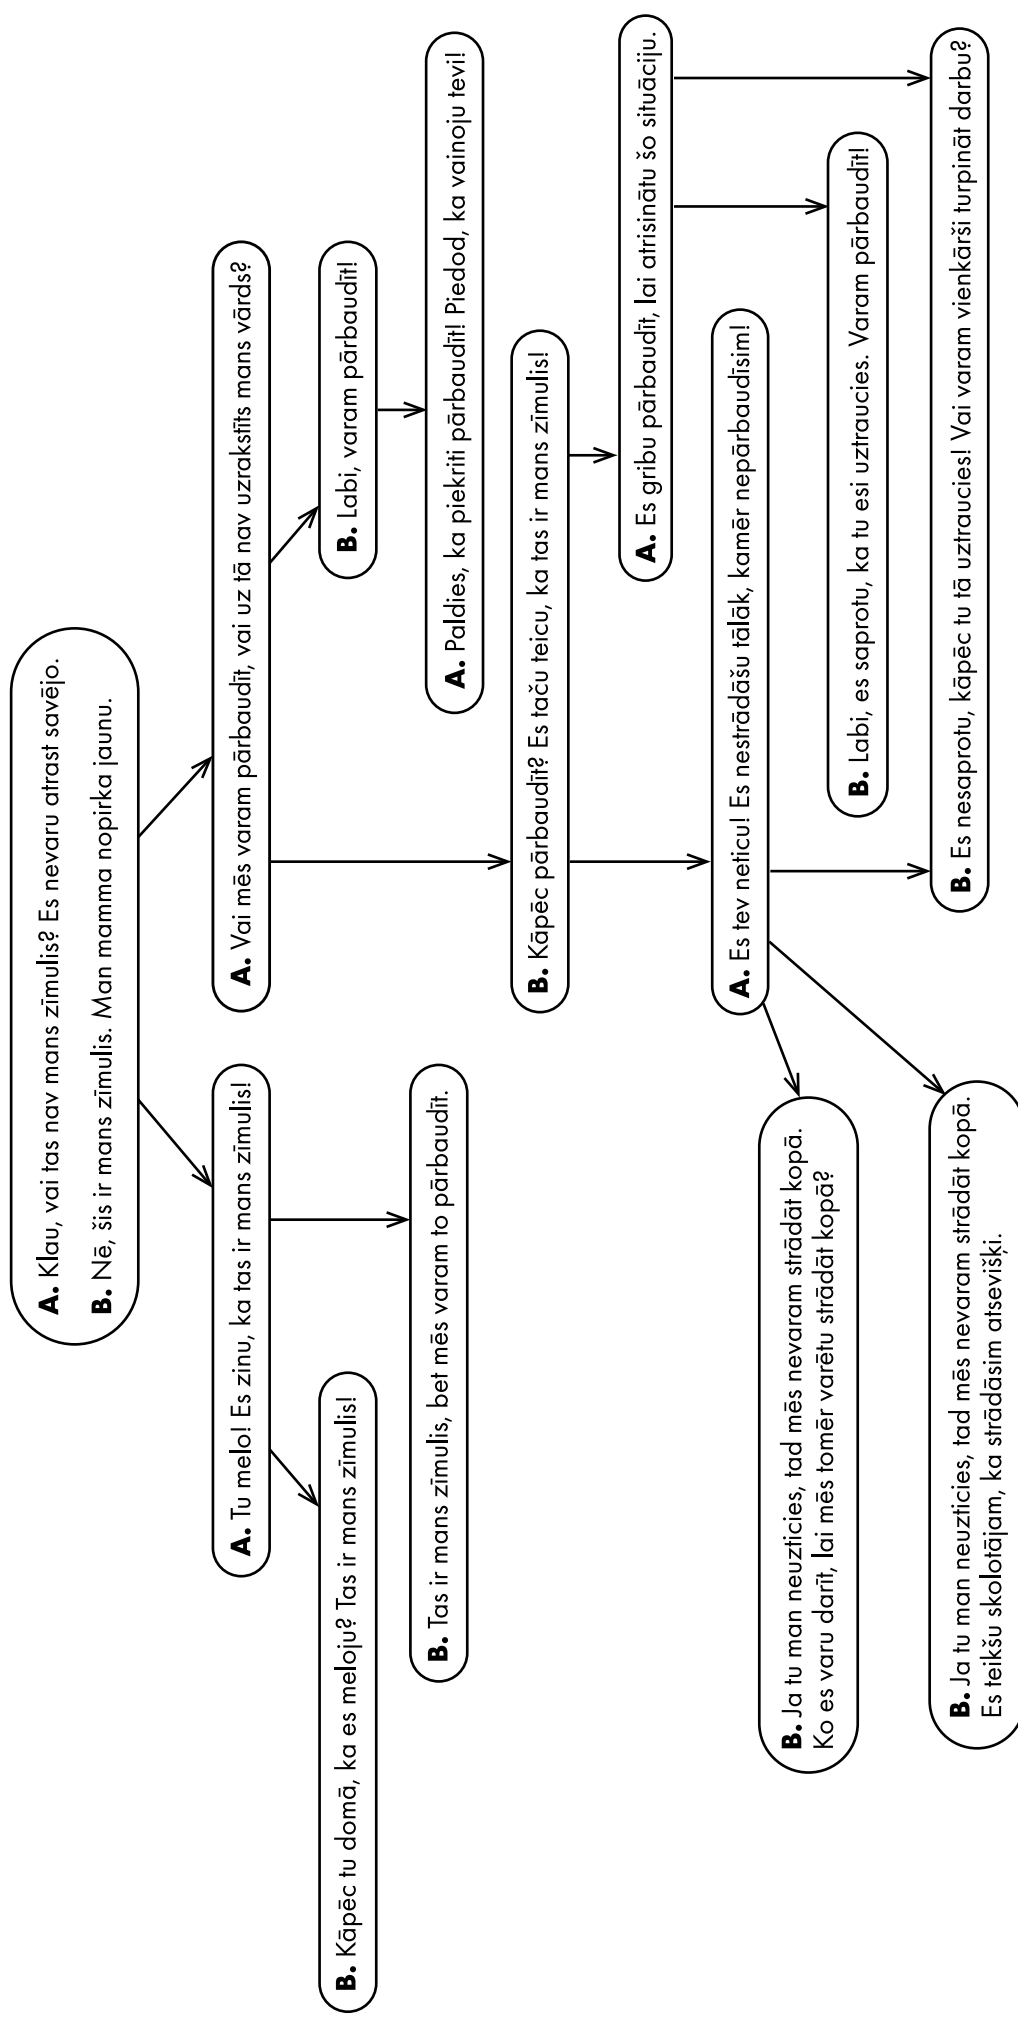 A. Klau, vai tas nav mans zīmulis? Es nevaru atrast savējo.
B. Nē, šis ir mans zīmulis. Man mamma nopirka jaunu.
A. Tu melo! Es zinu, ka tas ir mans zīmulis!
A. Vai mēs varam pārbaudīt, vai uz tā nav uzrakstīts mans vārds?
B. Kāpēc tu domā, ka es meloju? Tas ir mans zīmulis!
B. Labi, varam pārbaudīt!
B. Tas ir mans zīmulis, bet mēs varam to pārbaudīt.
A. Paldies, ka piekriti pārbaudīt! Piedod, ka vainoju tevi!
B. Kāpēc pārbaudīt? Es taču teicu, ka tas ir mans zīmulis!
A. Es gribu pārbaudīt, lai atrisinātu šo situāciju.
A. Es tev neticu! Es nestrādāšu tālāk, kamēr nepārbaudīsim!
B. Ja tu man neuzticies, tad mēs nevaram strādāt kopā.
Ko es varu darīt, lai mēs tomēr varētu strādāt kopā?
B. Labi, es saprotu, ka tu esi uztraucies. Varam pārbaudīt!
B. Ja tu man neuzticies, tad mēs nevaram strādāt kopā.
Es teikšu skolotājam, ka strādāsim atsevišķi.
B. Es nesaprotu, kāpēc tu tā uztraucies! Vai varam vienkārši turpināt darbu?